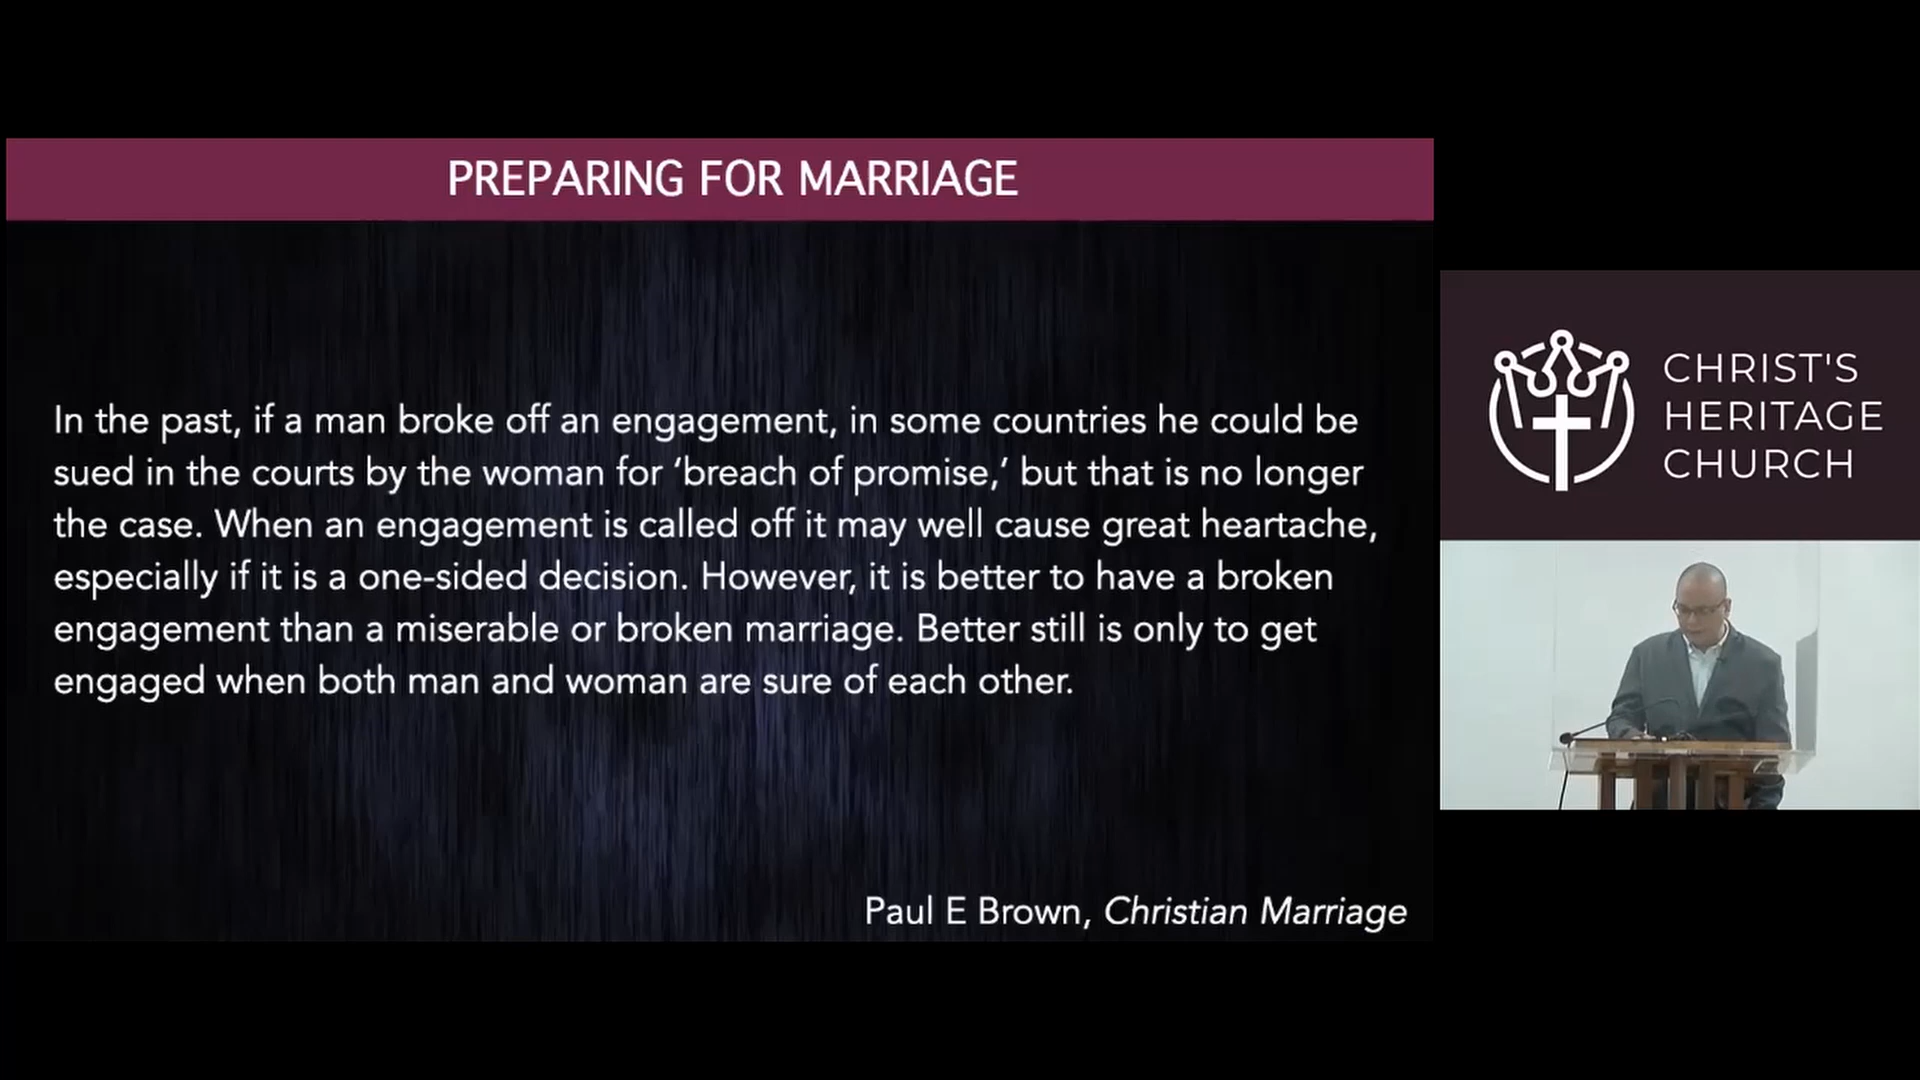 PREPARING FOR MARRIAGE
In the past, if a man broke off an engagement, in some countries he could be
sued in the courts by the woman for ‘breach of promise,’ but that is no longer
the case. When an engagement is called off it may well cause great heartache,
especially if it is a one-sided decision. However, it is better to have a broken
engagement than a miserable or broken marriage. Better still is only to get
engaged when both man and woman are sure of each other.
Paul E Brown, Christian Marriage
CHRIST'S
HERITAGE
CHURCH